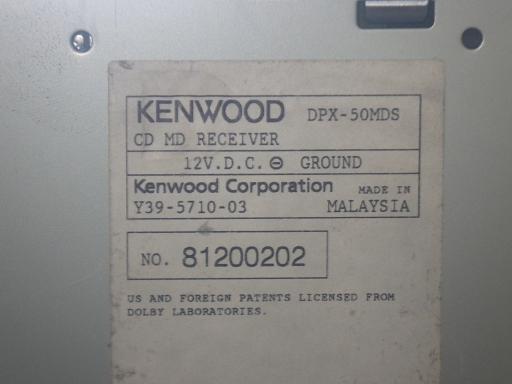 KENWOOD DPX-50MDS
CD MD RECEIVER
12V.D.C. ⊖ GROUND
Kenwood Corporation MADE IN
Y39-5710-03 MALAYSIA
NO. 81200202
US AND FOREIGN PATENTS LICENSED FROM
DOLBY LABORATORIES.